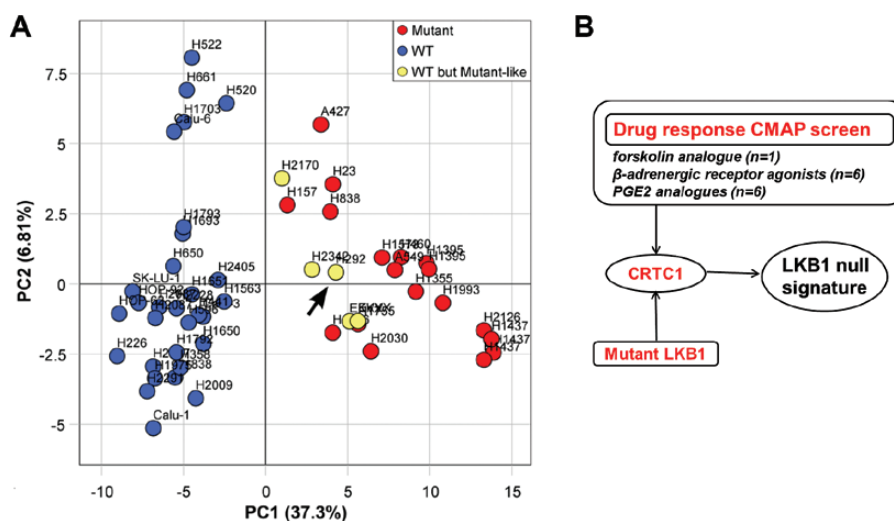 A
B
Mutant
WT
WT but Mutant-like
H522
H661
H520
H1703
Calu-6
A427
H2170
H23
H157
H838
H1793
H1693
H650
H2405
SK-LU-1
H1563
H2342
H292
H460
A549
H1395
H1395
H1355
H1993
H1650
H1792
H226
H2009
H2291
Calu-1
H2030
H2126
H1437
H1437
H1437
7.5
5
2.5
0
-2.5
-5
-10
-5
0
5
10
15
PC2 (6.81%)
PC1 (37.3%)
Drug response CMAP screen
forskolin analogue (n=1)
β-adrenergic receptor agonists (n=6)
PGE2 analogues (n=6)
CRTC1
LKB1 null
signature
Mutant LKB1